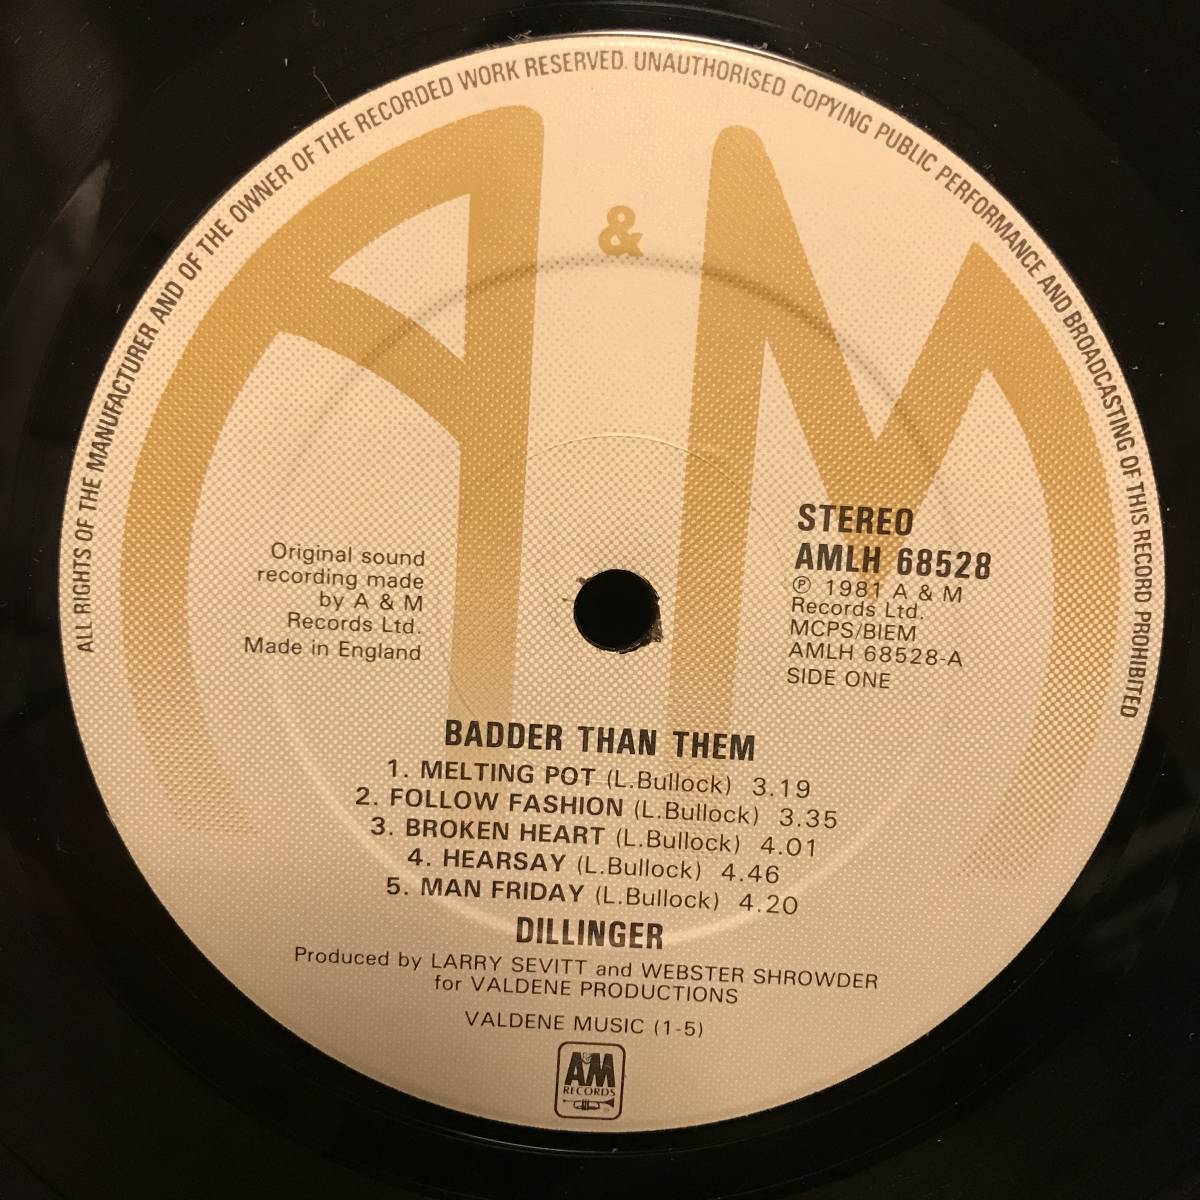 ALL RIGHTS OF THE MANUFACTURER AND OF THE OWNER OF THE RECORDED WORK RESERVED. UNAUTHORISED COPYING PUBLIC PERFORMANCE AND BROADCASTING OF THIS RECORD PROHIBITED
A & M
Original sound
recording made
by A & M
Records Ltd.
Made in England
STEREO
AMLH 68528
℗ 1981 A & M
Records Ltd.
MCPS/BIEM
AMLH 68528-A
SIDE ONE
BADDER THAN THEM
1. MELTING POT (L.Bullock) 3.19
2. FOLLOW FASHION (L.Bullock) 3.35
3. BROKEN HEART (L.Bullock) 4.01
4. HEARSAY (L.Bullock) 4.46
5. MAN FRIDAY (L.Bullock) 4.20
DILLINGER
Produced by LARRY SEVITT and WEBSTER SHROWDER
for VALDENE PRODUCTIONS
VALDENE MUSIC (1-5)
A&M
RECORDS
®